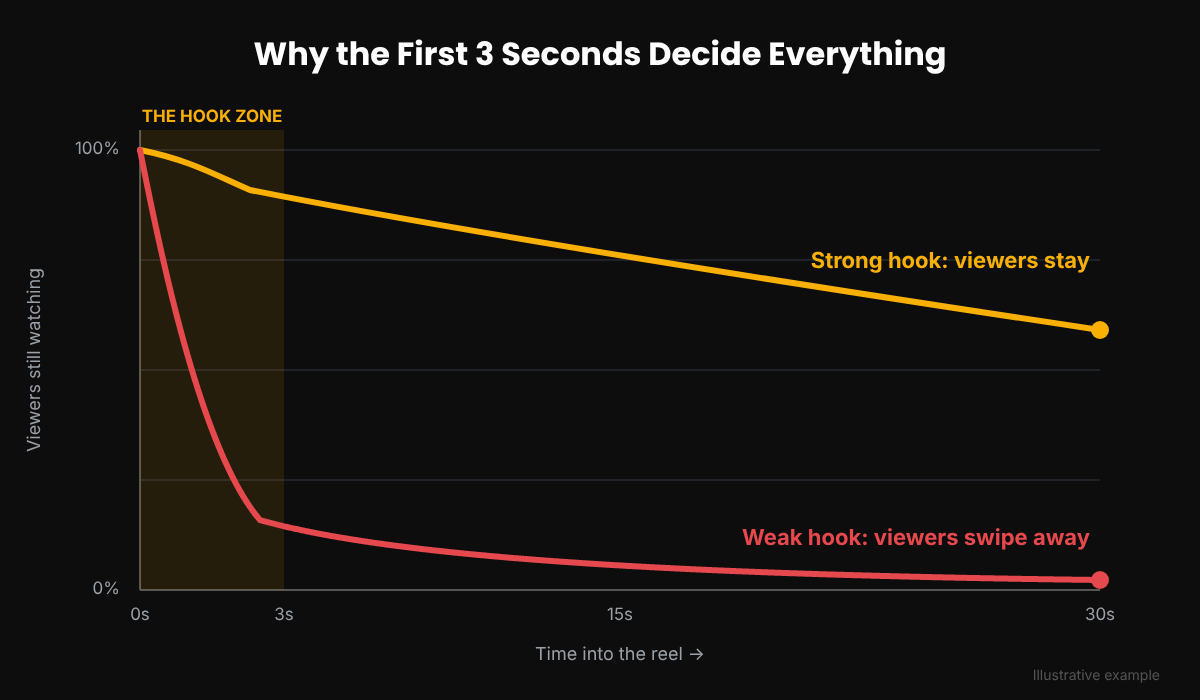 Why the First 3 Seconds Decide Everything
THE HOOK ZONE
100%
Viewers still watching
Strong hook: viewers stay
Weak hook: viewers swipe away
0%
0s
3s
15s
30s
Time into the reel →
Illustrative example